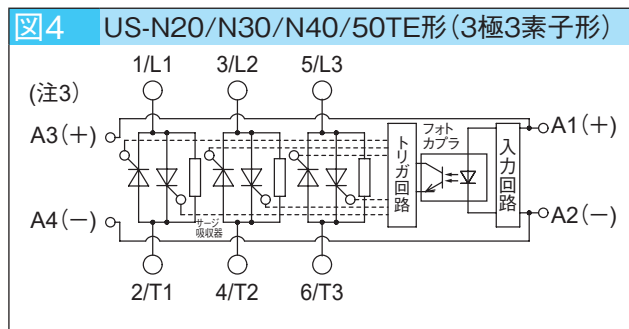 図4 US-N20/N30/N40/50TE形(3極3素子形)
1/L1 3/L2 5/L3
(注3)
A3(+)
トリガ回路
フォト
カプラ
入力回路
A1(+)
A4(−)
サージ
吸収器
A2(−)
2/T1 4/T2 6/T3